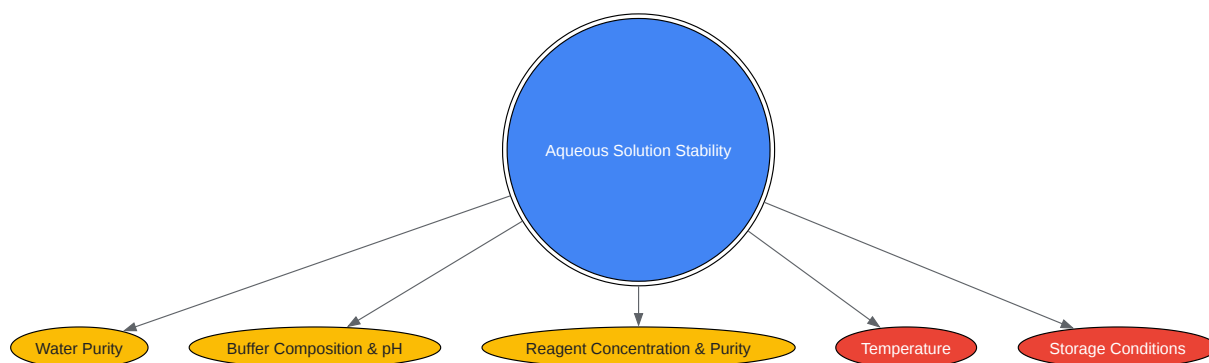 Aqueous Solution Stability
Water Purity
Buffer Composition & pH
Reagent Concentration & Purity
Temperature
Storage Conditions